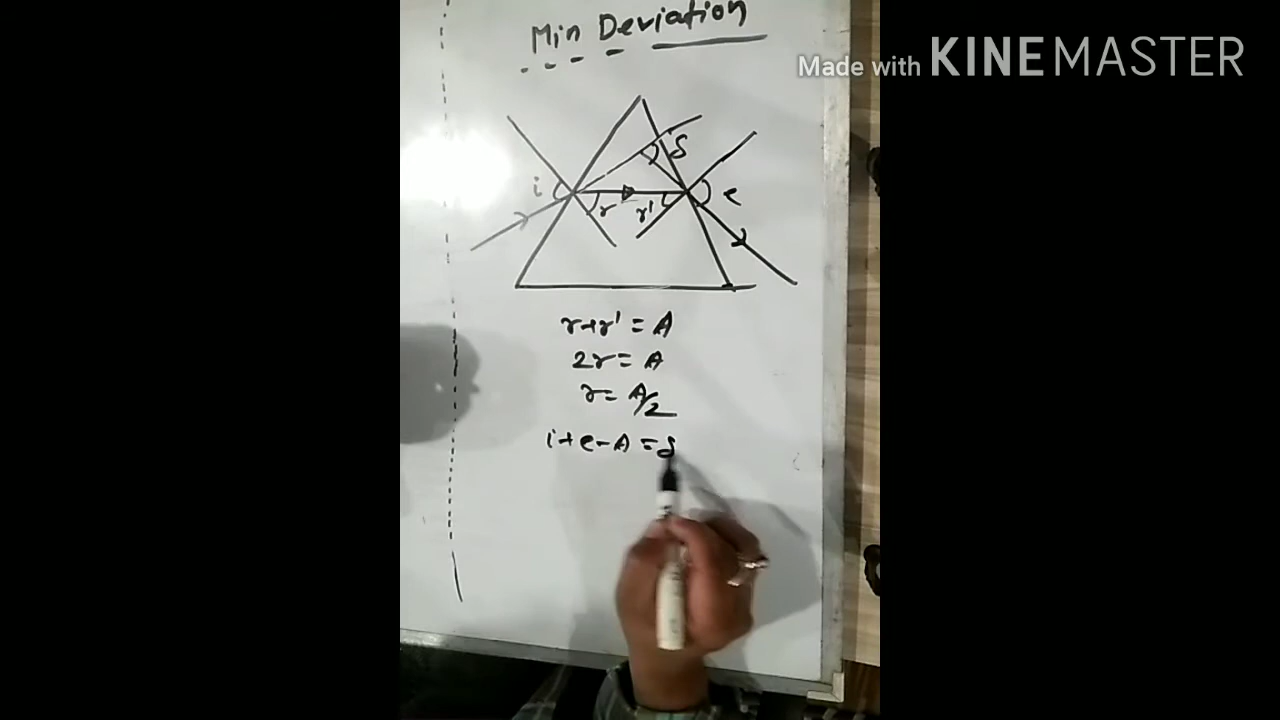 Min Deviation
Made with KINEMASTER
δ
i
r
r'
e
r+r' = A
2r = A
r = A/2
i+e-A = δ